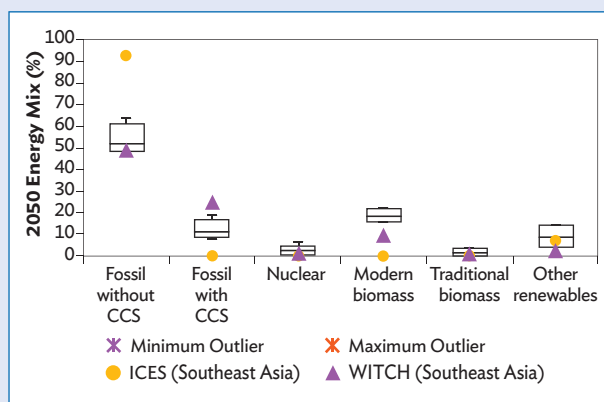 2050 Energy Mix (%)
100
90
80
70
60
50
40
30
20
10
0
Fossil
without
CCS
Fossil
with
CCS
Nuclear
Modern
biomass
Traditional
biomass
Other
renewables
Minimum Outlier
Maximum Outlier
ICES (Southeast Asia)
WITCH (Southeast Asia)